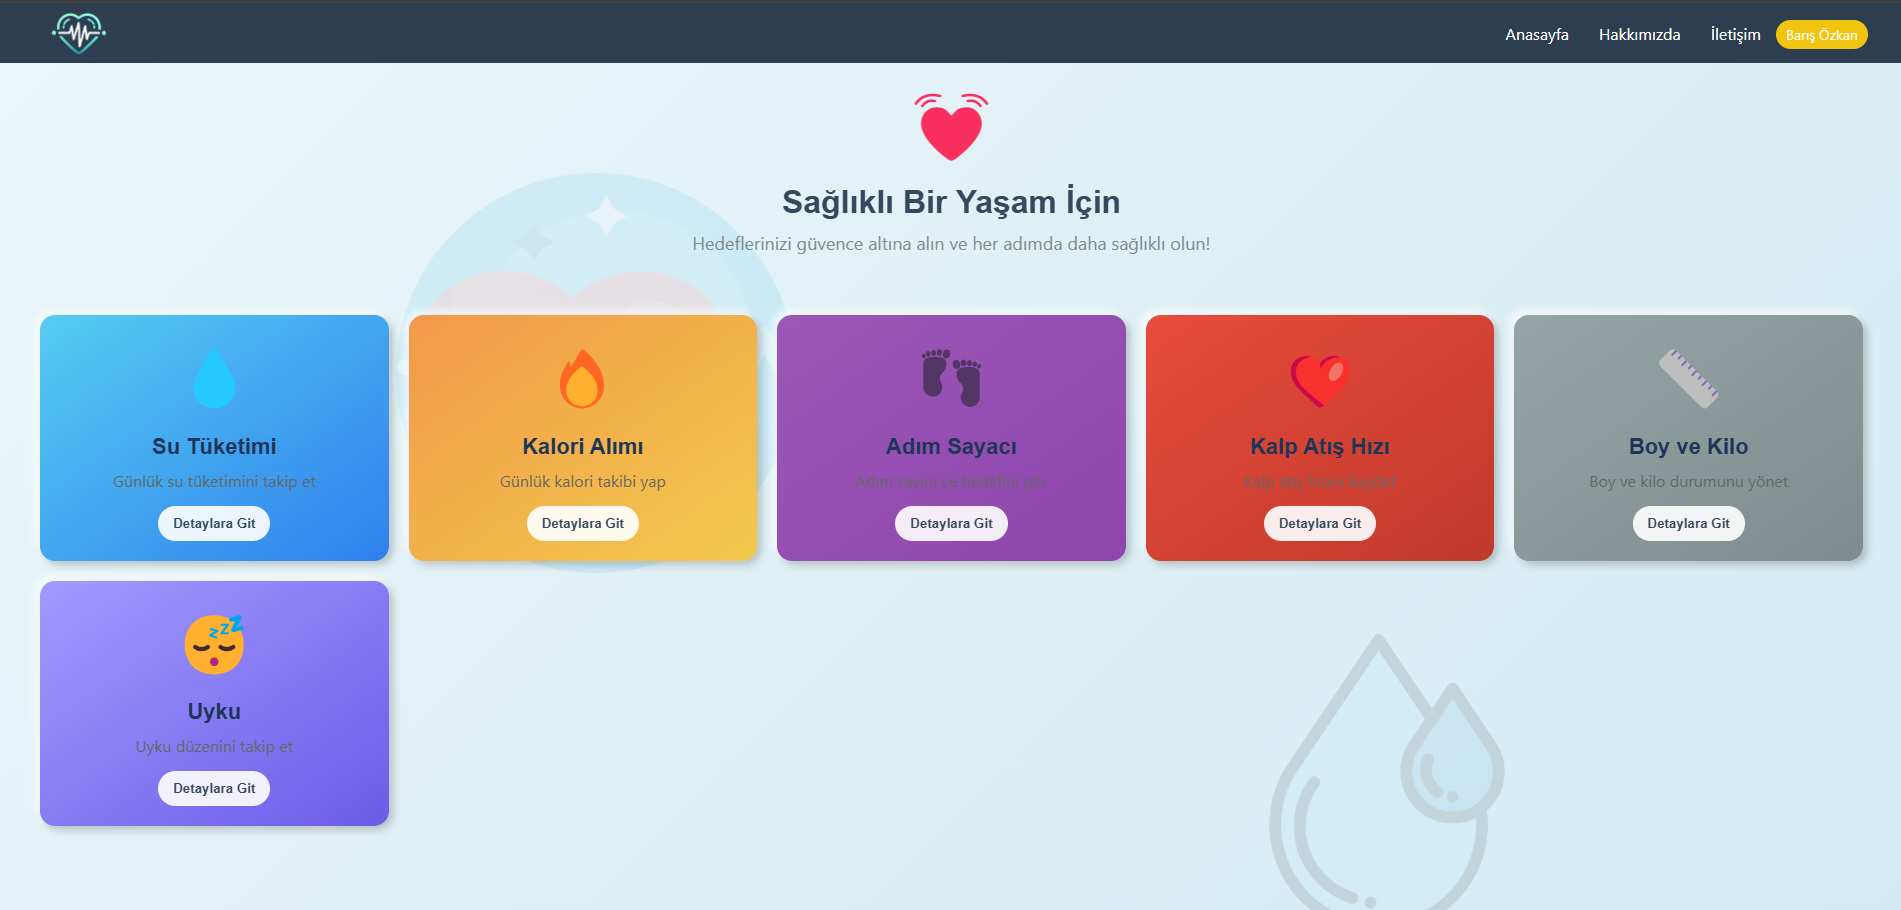 Anasayfa Hakkımızda İletişim Barış Özkan
Sağlıklı Bir Yaşam İçin
Hedeflerinizi güvence altına alın ve her adımda daha sağlıklı olun!
Su Tüketimi
Günlük su tüketimini takip et
Detaylara Git
Kalori Alımı
Günlük kalori takibi yap
Detaylara Git
Adım Sayacı
Adım sayını ve hedefini gör
Detaylara Git
Kalp Atış Hızı
Kalp atış hızını kaydet
Detaylara Git
Boy ve Kilo
Boy ve kilo durumunu yönet
Detaylara Git
Uyku
Uyku düzenini takip et
Detaylara Git